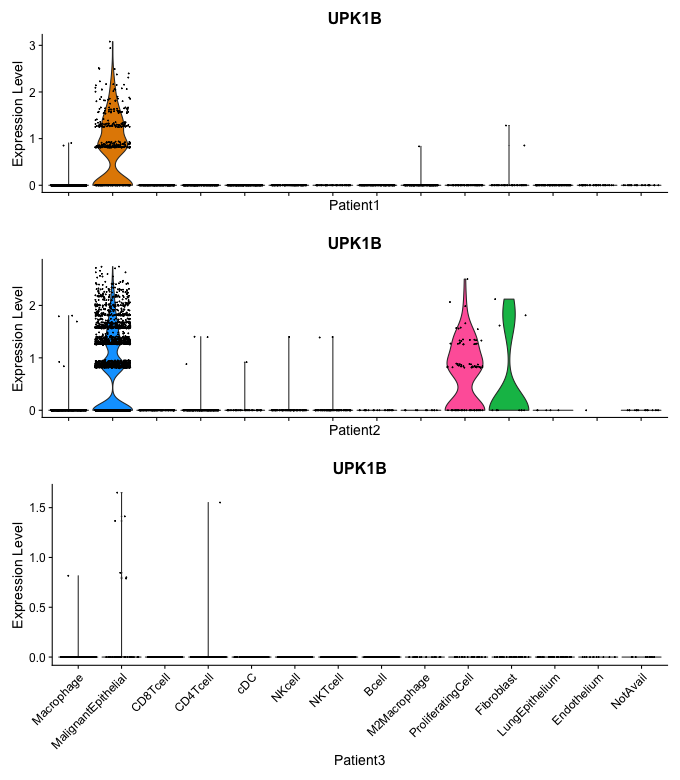 UPK1B
Expression Level
3
2
1
0
Patient1
UPK1B
Expression Level
2
1
0
Patient2
UPK1B
Expression Level
1.5
1.0
0.5
0.0
Macrophage
MalignantEpithelial
CD8Tcell
CD4Tcell
cDC
NKcell
NKTcell
Bcell
M2Macrophage
ProliferatingCell
Fibroblast
LungEpithelium
Endothelium
NotAvail
Patient3